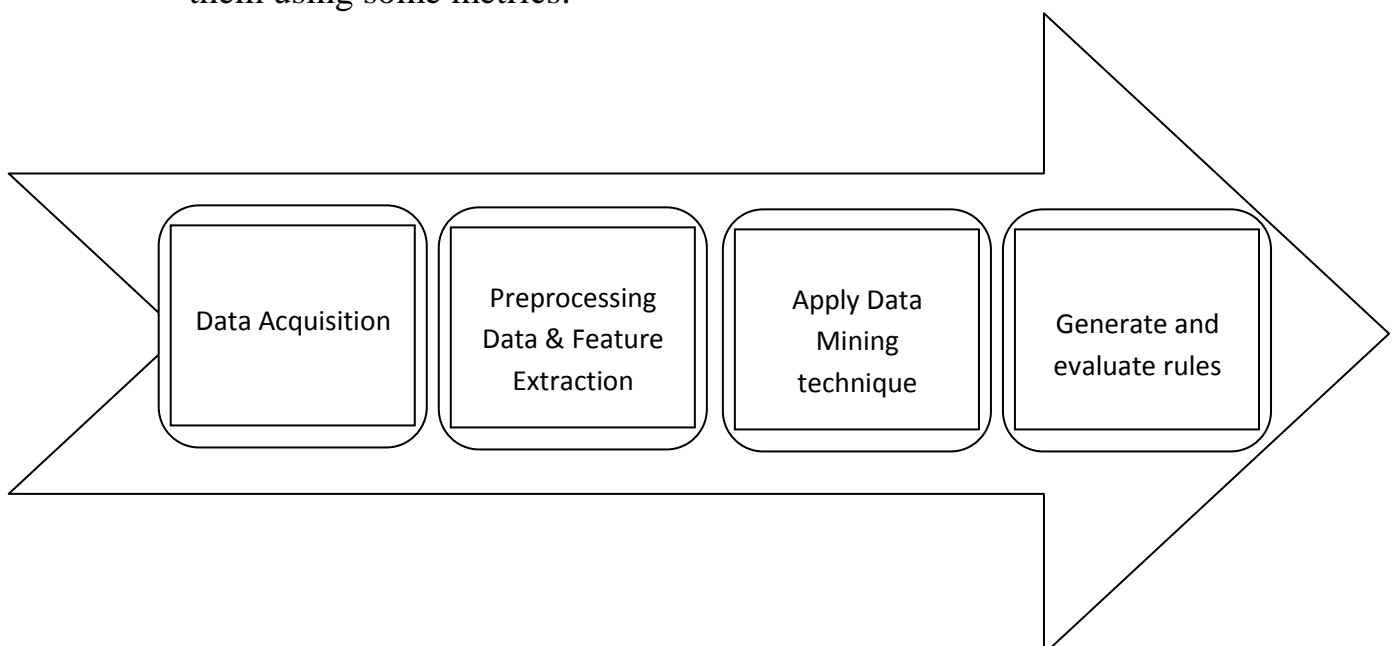 them using some metrics.
Data Acquisition
Preprocessing
Data & Feature
Extraction
Apply Data
Mining
technique
Generate and
evaluate rules